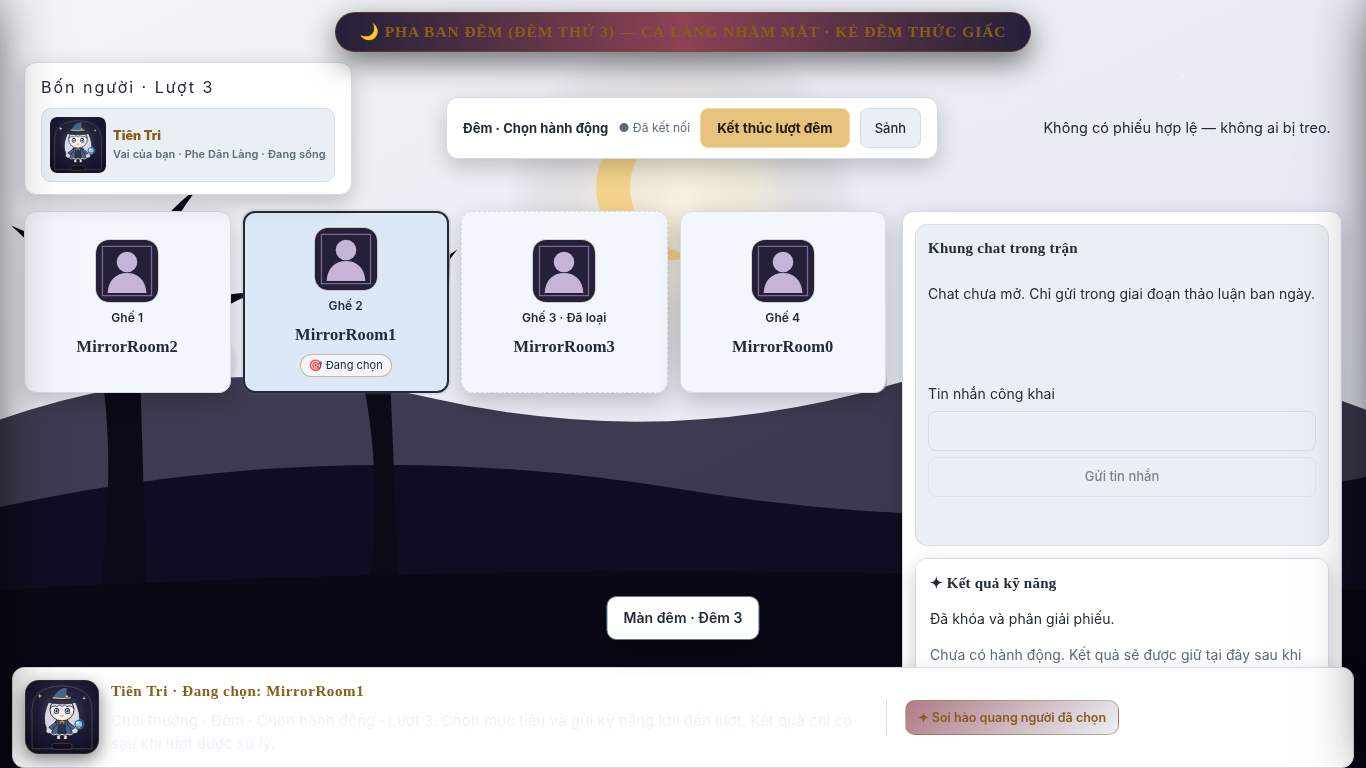 🌙 PHA BAN ĐÊM (ĐÊM THỨ 3) — CẢ LÀNG NHẮM MẮT · KẺ ĐÊM THỨC GIẤC
Bốn người · Lượt 3
Tiên Tri
Vai của bạn · Phe Dân Làng · Đang sống
Đêm · Chọn hành động
Đã kết nối
Kết thúc lượt đêm
Sảnh
Không có phiếu hợp lệ — không ai bị treo.
Ghế 1
MirrorRoom2
Ghế 2
MirrorRoom1
🎯 Đang chọn
Ghế 3 · Đã loại
MirrorRoom3
Ghế 4
MirrorRoom0
Khung chat trong trận
Chat chưa mở. Chỉ gửi trong giai đoạn thảo luận ban ngày.
Tin nhắn công khai
Gửi tin nhắn
✦ Kết quả kỹ năng
Đã khóa và phân giải phiếu.
Chưa có hành động. Kết quả sẽ được giữ tại đây sau khi
Màn đêm · Đêm 3
Tiên Tri · Đang chọn: MirrorRoom1
Chơi thường · Đêm · Chọn hành động · Lượt 3. Chọn mục tiêu và gửi kỹ năng khi đến lượt. Kết quả chỉ có
sau khi lượt được xử lý.
✦ Soi hào quang người đã chọn